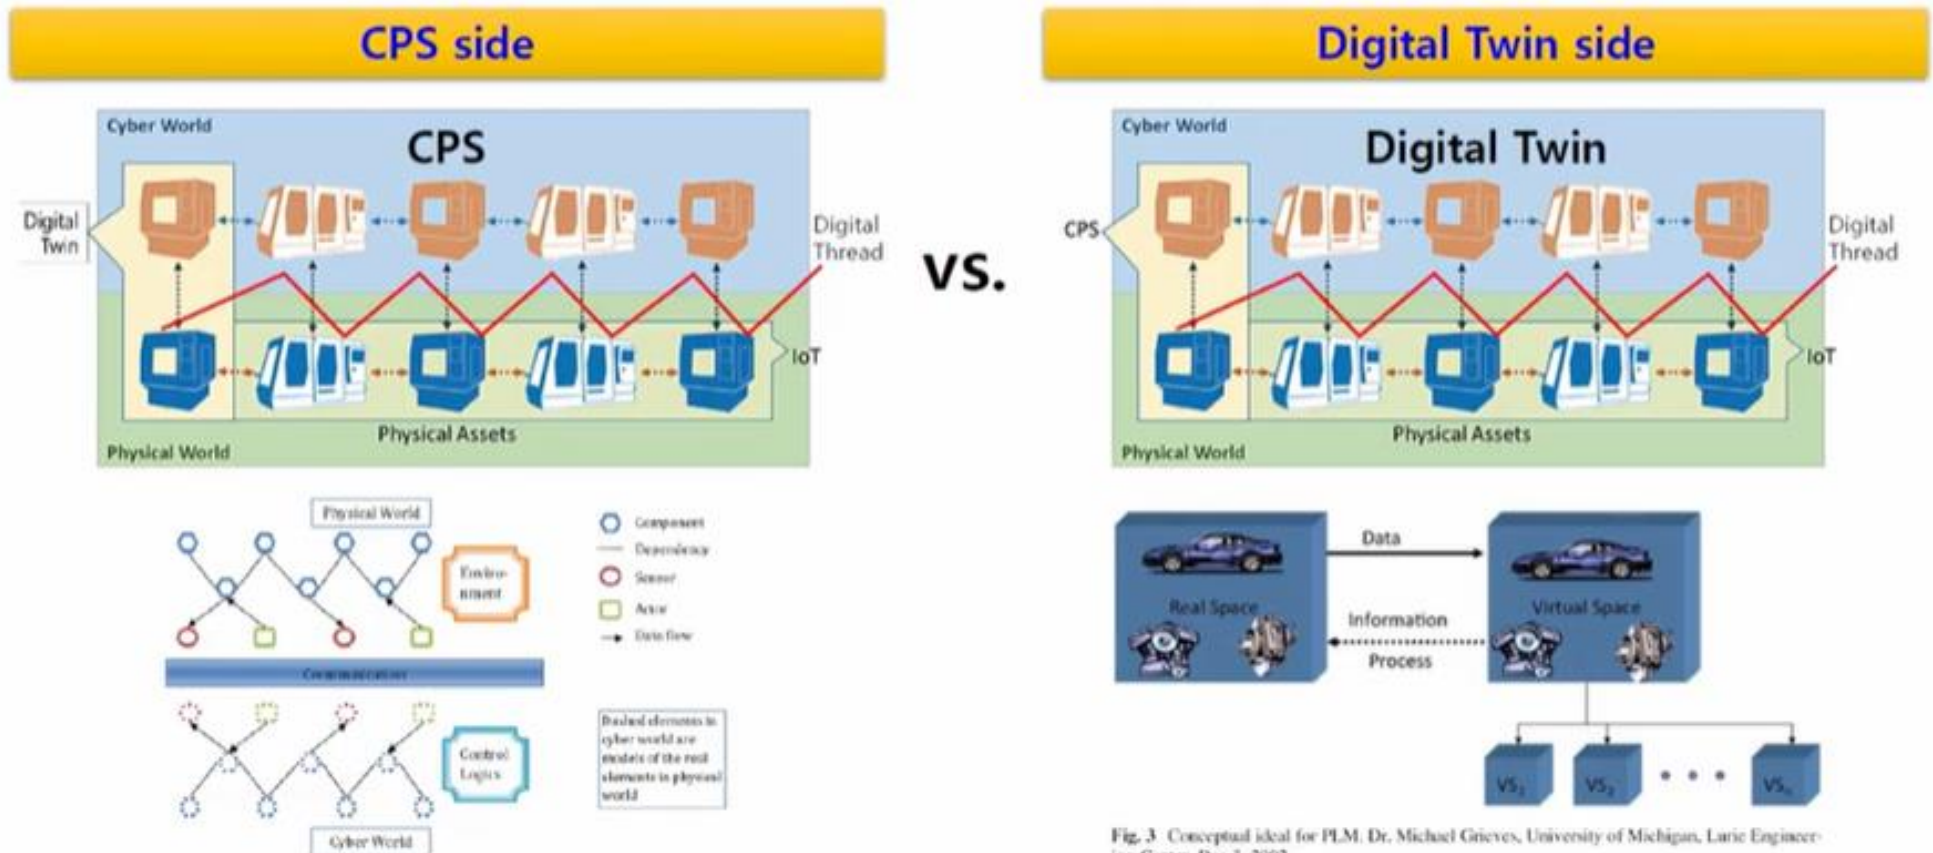 CPS side
Cyber World
CPS
Digital
Twin
Digital
Thread
IoT
Physical Assets
Physical World
Physical World
Environ-
nment
Component
Dependency
Sensor
Actor
Data flow
Communication
Control
Logics
Dashed elements in
cyber world are
models of the real
elements in physical
world
Cyber World
VS.
Digital Twin side
Cyber World
Digital Twin
CPS
Digital
Thread
IoT
Physical Assets
Physical World
Data
Real Space
Virtual Space
Information
Process
VS₁
VS₂
VSₙ
Fig. 3 Conceptual ideal for PLM. Dr. Michael Grieves, University of Michigan, Lurie Engineer-